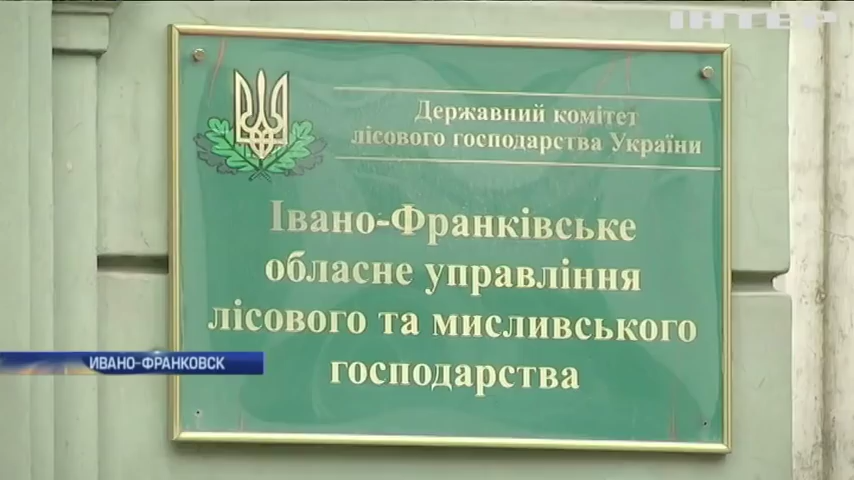 ІНТЕР
Державний комітет
лісового господарства України
Івано-Франківське
обласне управління
лісового та мисливського
господарства
ИВАНО-ФРАНКОВСК